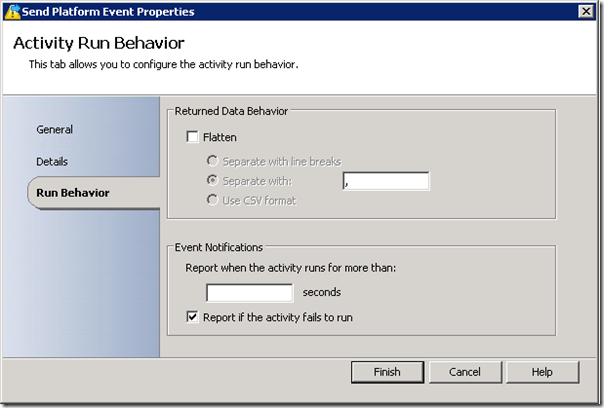 Send Platform Event Properties
Activity Run Behavior
This tab allows you to configure the activity run behavior.
General
Details
Run Behavior
Returned Data Behavior
Flatten
Separate with line breaks
Separate with: ,
Use CSV format
Event Notifications
Report when the activity runs for more than:
seconds
Report if the activity fails to run
Finish Cancel Help